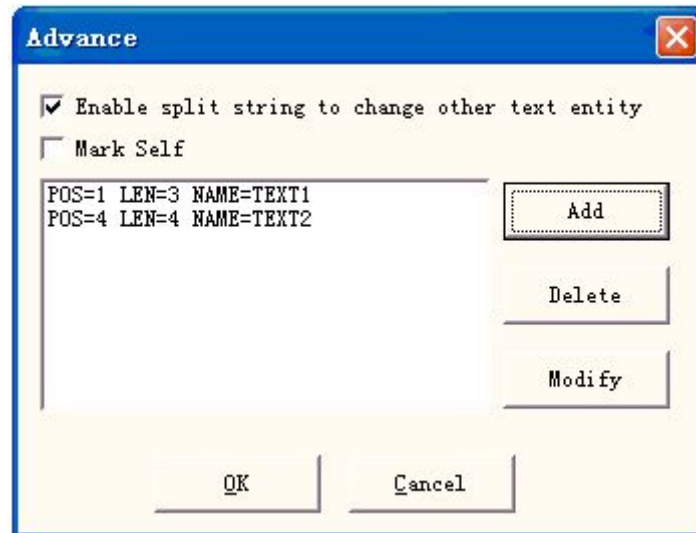 Advance
Enable split string to change other text entity
Mark Self
POS=1 LEN=3 NAME=TEXT1
POS=4 LEN=4 NAME=TEXT2
Add
Delete
Modify
OK
Cancel